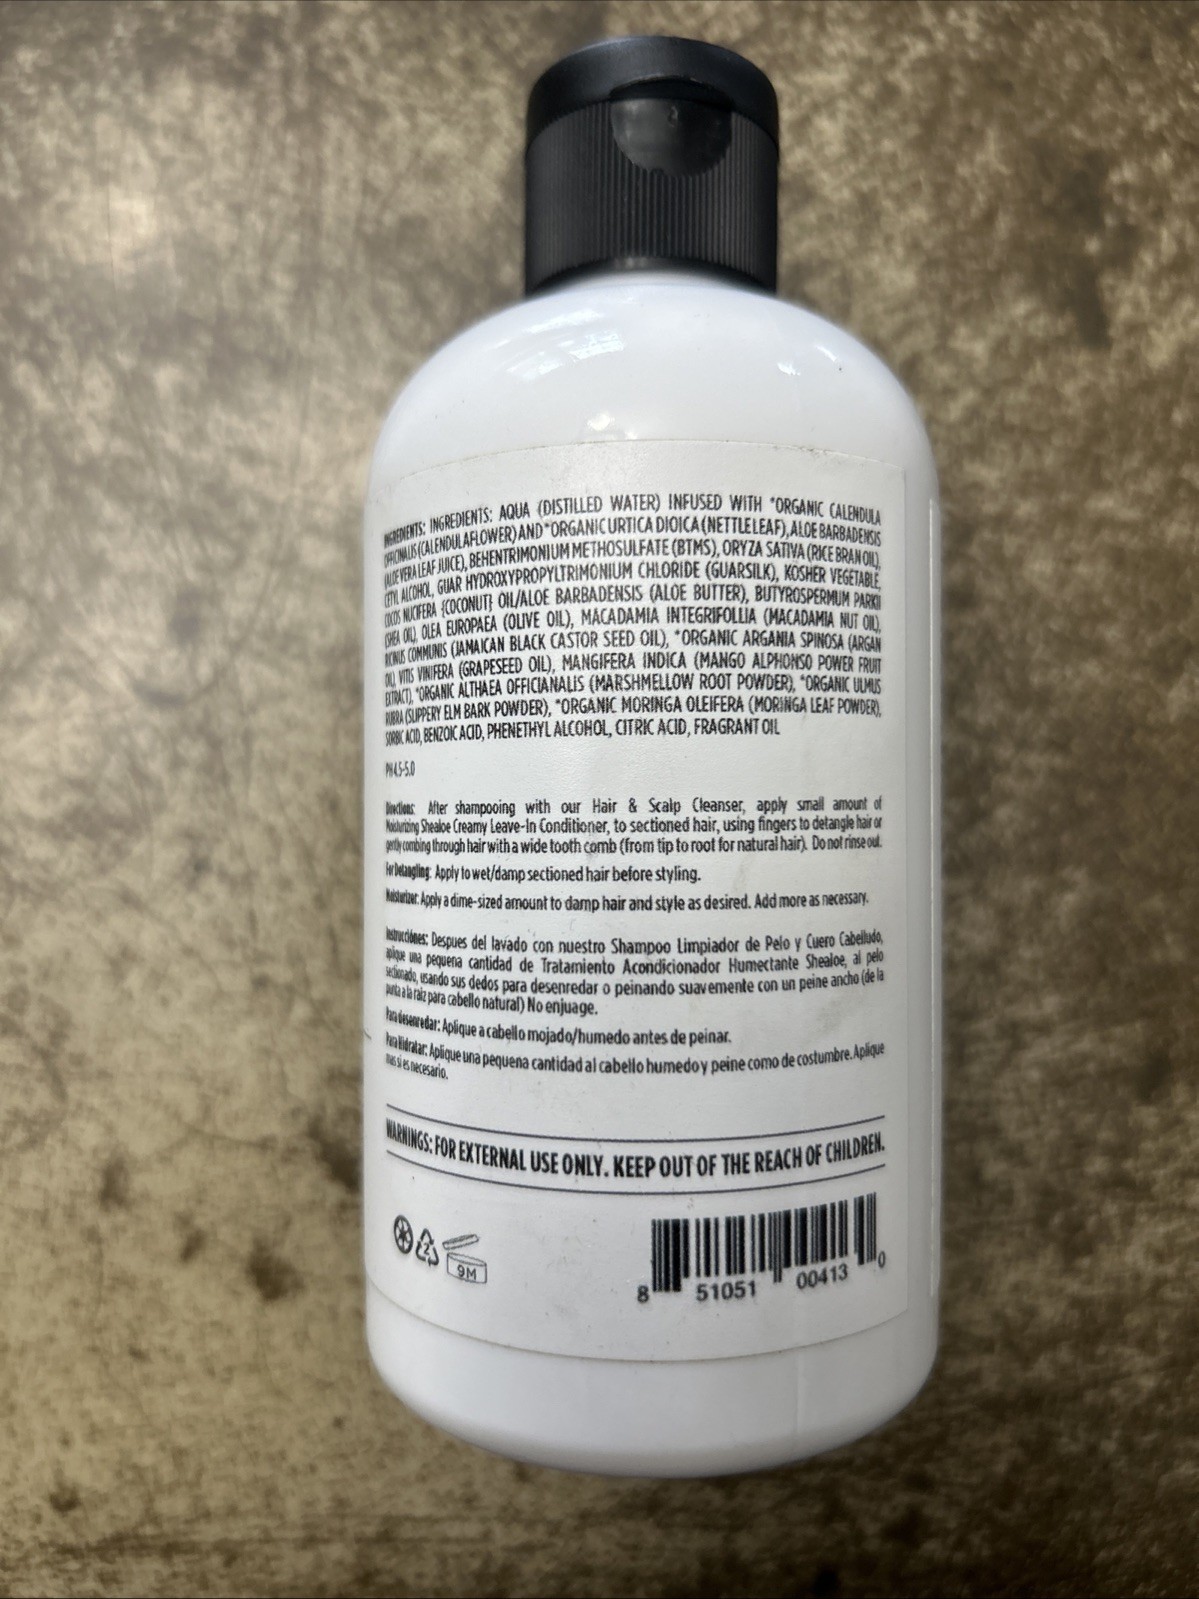 INGREDIENTS: INGREDIENTS: AQUA (DISTILLED WATER) INFUSED WITH *ORGANIC CALENDULA
OFFICINALIS (CALENDULAFLOWER) AND *ORGANIC URTICA DIOICA (NETTLE LEAF), ALOE BARBADENSIS
(ALOE VERA LEAF JUICE), BEHENTRIMONIUM METHOSULFATE (BTMS), ORYZA SATIVA (RICE BRAN OIL),
CETYL ALCOHOL, GUAR HYDROXYPROPYLTRIMONIUM CHLORIDE (GUARSILK), KOSHER VEGETABLE,
COCOS NUCIFERA {COCONUT} OIL/ALOE BARBADENSIS (ALOE BUTTER), BUTYROSPERMUM PARKII
(SHEA OIL), OLEA EUROPAEA (OLIVE OIL), MACADAMIA INTEGRIFOLLIA (MACADAMIA NUT OIL),
RICINUS COMMUNIS (JAMAICAN BLACK CASTOR SEED OIL), *ORGANIC ARGANIA SPINOSA (ARGAN
OIL), VITIS VINIFERA (GRAPESEED OIL), MANGIFERA INDICA (MANGO ALPHONSO POWER FRUIT
EXTRACT), *ORGANIC ALTHAEA OFFICIANALIS (MARSHMELLOW ROOT POWDER), *ORGANIC ULMUS
RUBRA (SLIPPERY ELM BARK POWDER), *ORGANIC MORINGA OLEIFERA (MORINGA LEAF POWDER),
SORBIC ACID, BENZOIC ACID, PHENETHYL ALCOHOL, CITRIC ACID, FRAGRANT OIL
PH 4.5-5.0
Directions: After shampooing with our Hair & Scalp Cleanser, apply small amount of
Moisturizing Shealoe Creamy Leave-In Conditioner, to sectioned hair, using fingers to detangle hair or
gently combing through hair with a wide tooth comb (from tip to root for natural hair). Do not rinse out.
For Detangling: Apply to wet/damp sectioned hair before styling.
Moisturizer: Apply a dime-sized amount to damp hair and style as desired. Add more as necessary.
Instrucciónes: Despues del lavado con nuestro Shampoo Limpiador de Pelo y Cuero Cabelludo,
aplique una pequena cantidad de Tratamiento Acondicionador Humectante Shealoe, al pelo
sectionado, usando sus dedos para desenredar o peinando suavemente con un peine ancho (de la
punta a la raiz para cabello natural) No enjuage.
Para desenredar: Aplique a cabello mojado/humedo antes de peinar.
Para Hidratar: Aplique una pequena cantidad al cabello humedo y peine como de costumbre. Aplique
mas si es necesario.
WARNINGS: FOR EXTERNAL USE ONLY. KEEP OUT OF THE REACH OF CHILDREN.
2 9M
8 51051 00413 0